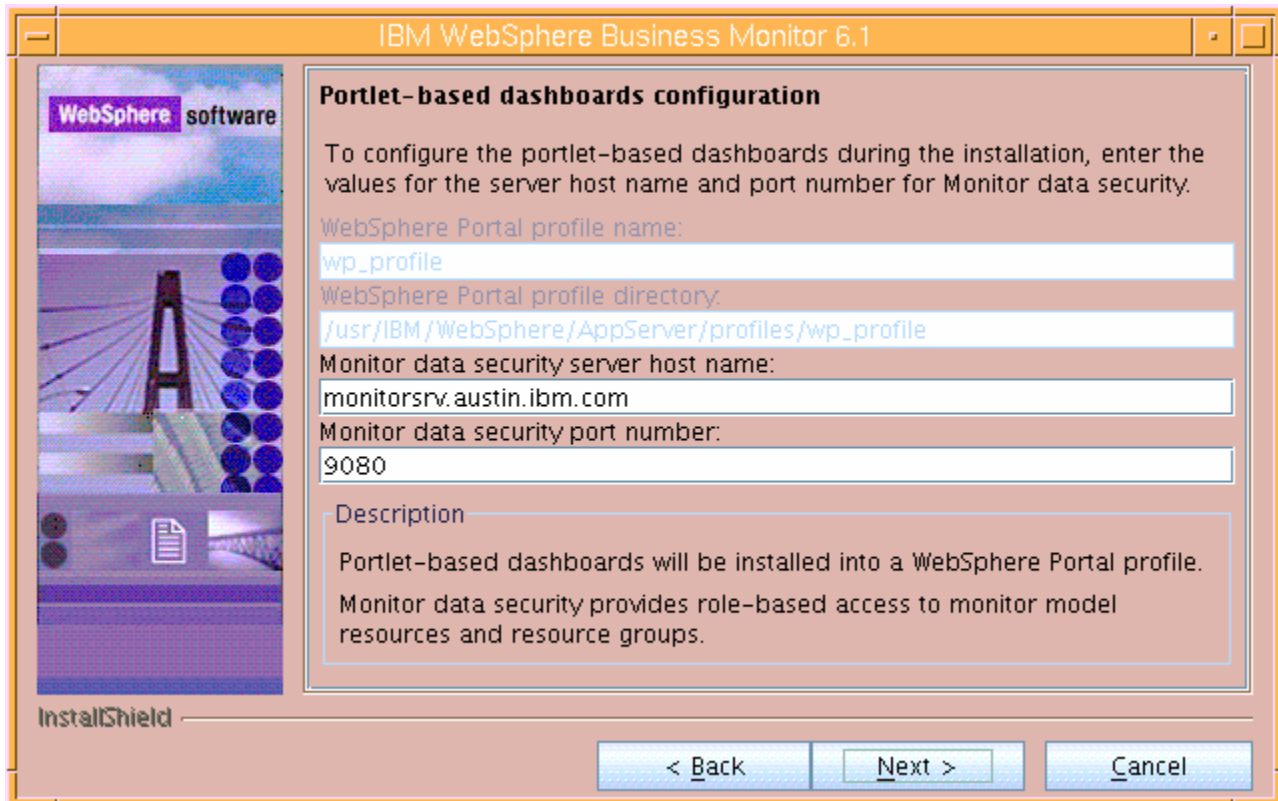 IBM WebSphere Business Monitor 6.1
WebSphere software
Portlet-based dashboards configuration
To configure the portlet-based dashboards during the installation, enter the
values for the server host name and port number for Monitor data security.
WebSphere Portal profile name:
wp_profile
WebSphere Portal profile directory:
/usr/IBM/WebSphere/AppServer/profiles/wp_profile
Monitor data security server host name:
monitorsrv.austin.ibm.com
Monitor data security port number:
9080
Description
Portlet-based dashboards will be installed into a WebSphere Portal profile.
Monitor data security provides role-based access to monitor model
resources and resource groups.
InstallShield
< Back
Next >
Cancel